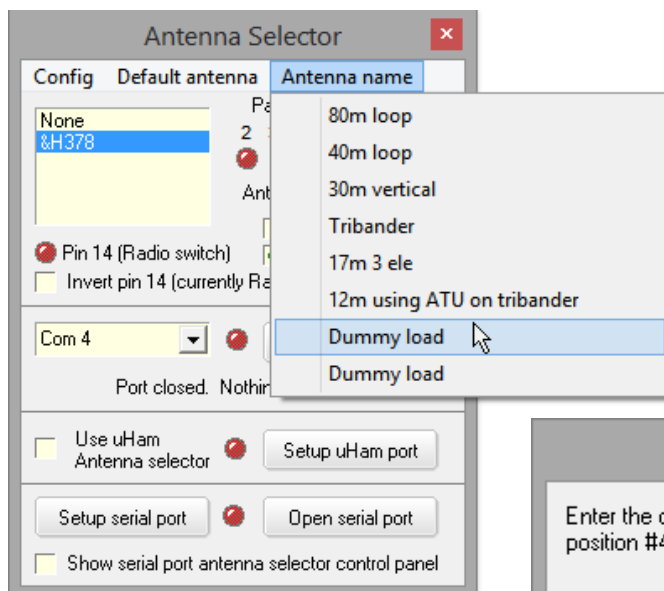 Antenna Selector
Config Default antenna Antenna name
None
&H378
2
80m loop
40m loop
30m vertical
Tribander
17m 3 ele
12m using ATU on tribander
Dummy load
Dummy load
Pin 14 (Radio switch)
Invert pin 14 (currently
Com 4
Port closed.
Use uHam
Antenna selector
Setup uHam port
Setup serial port
Open serial port
Show serial port antenna selector control panel
Enter the
position #4